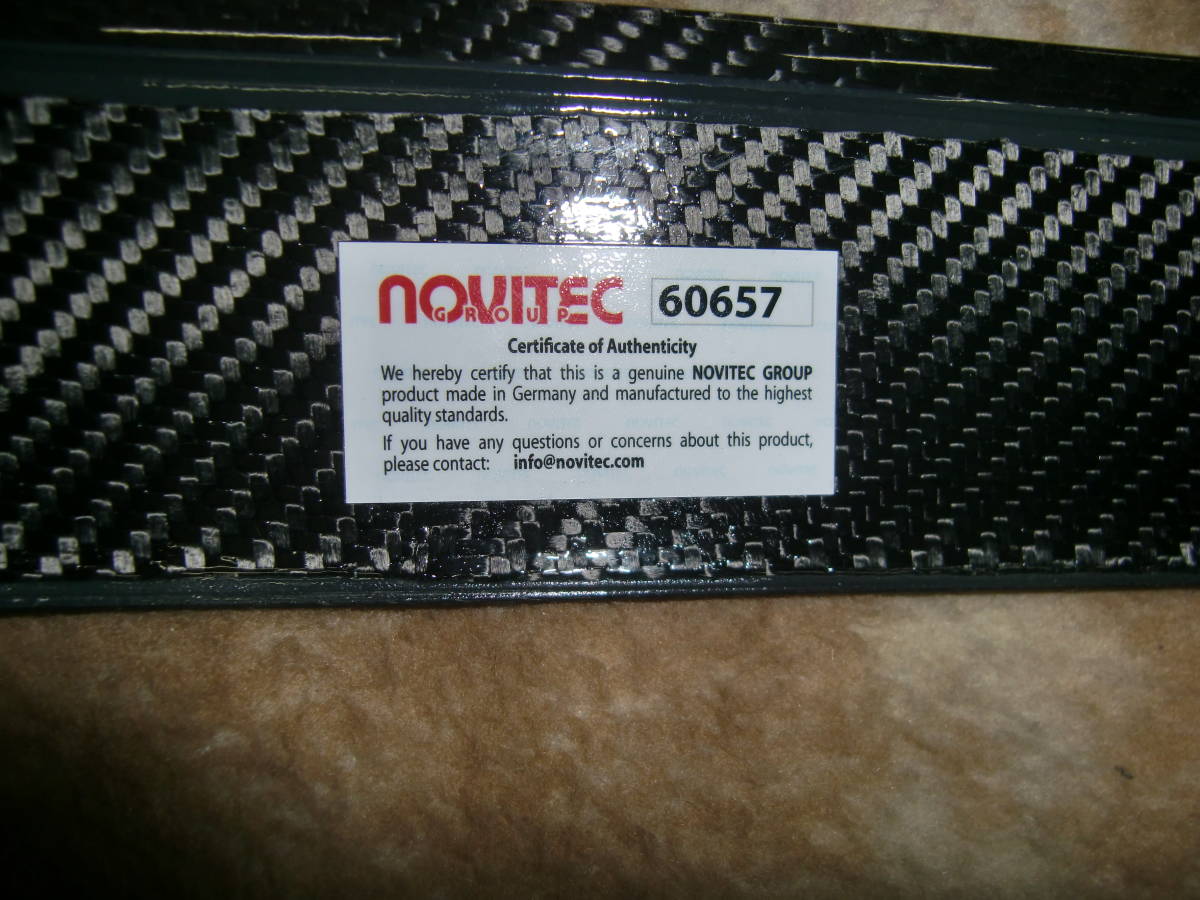 NOVITEC 60657
GROUP
Certificate of Authenticity
We hereby certify that this is a genuine NOVITEC GROUP
product made in Germany and manufactured to the highest
quality standards.
If you have any questions or concerns about this product,
please contact: info@novitec.com